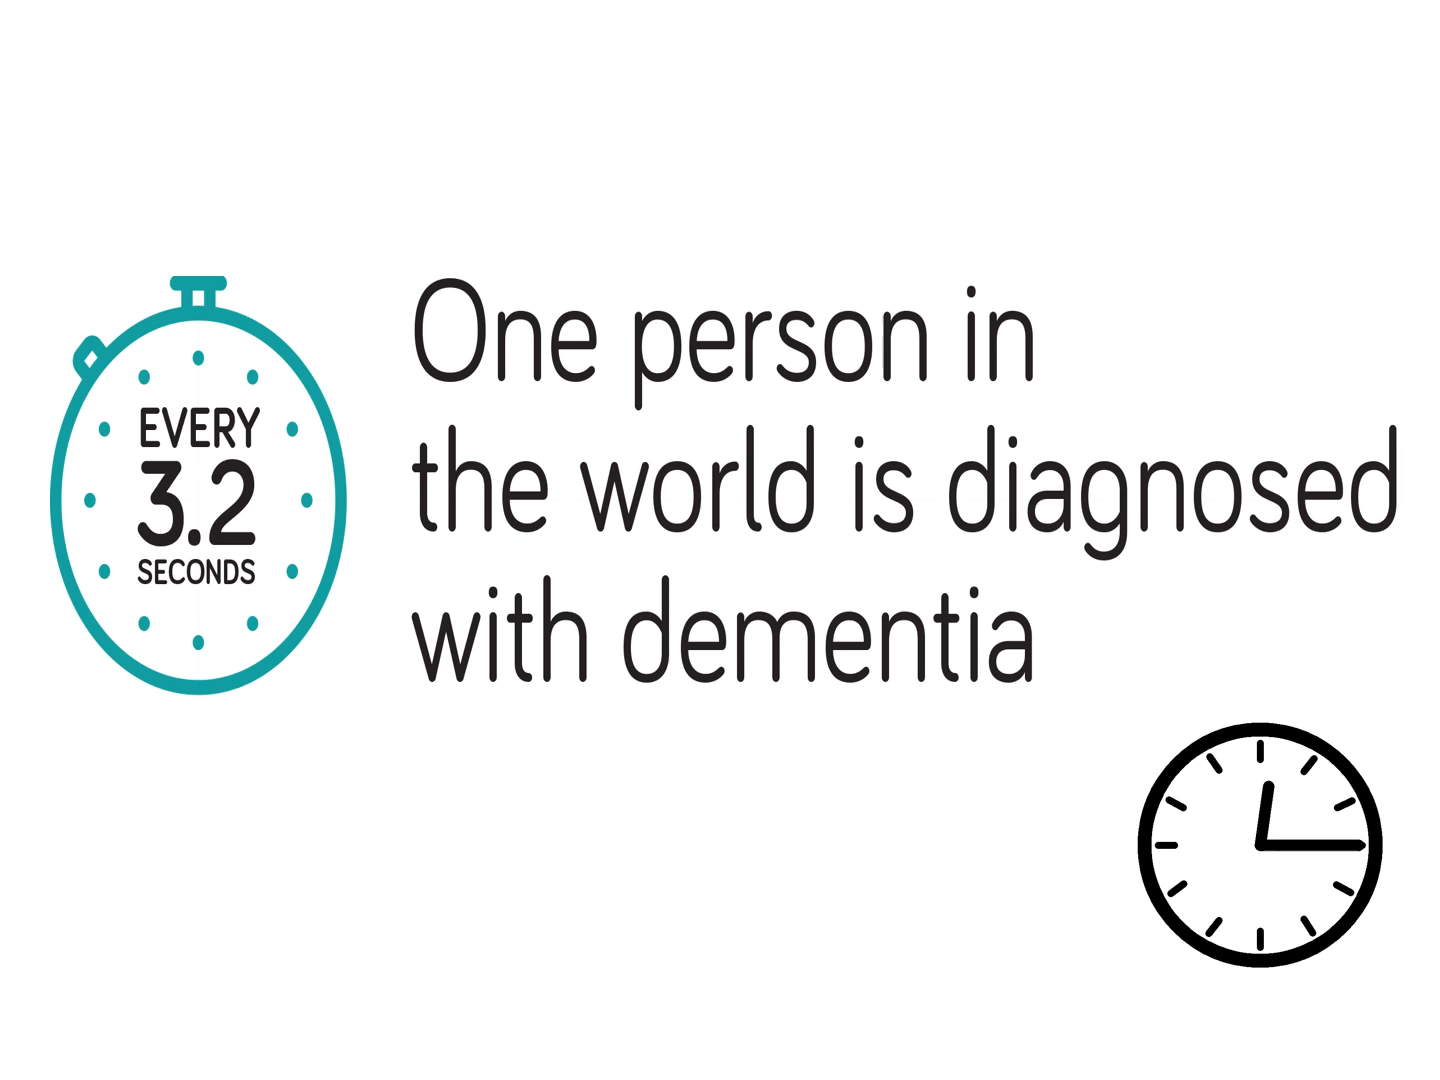 EVERY
3.2
SECONDS
One person in
the world is diagnosed
with dementia